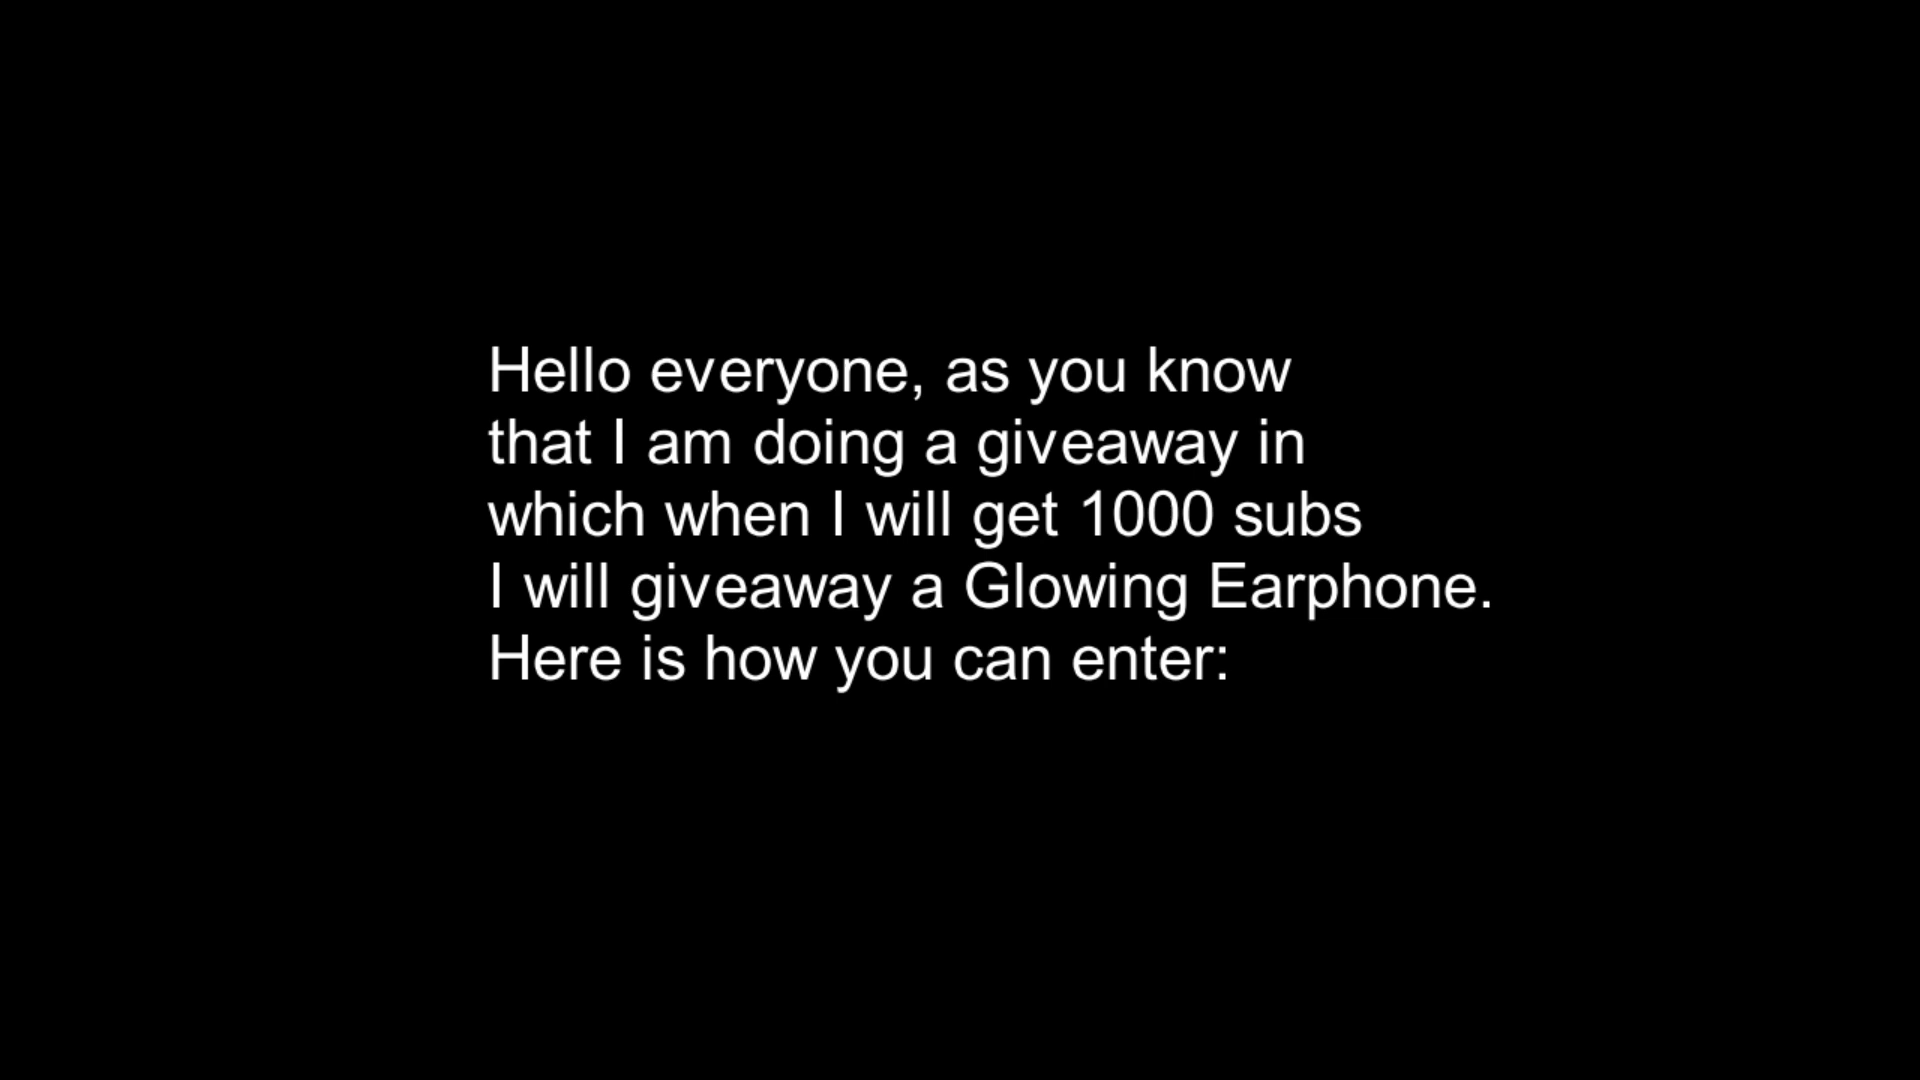 Hello everyone, as you know
that I am doing a giveaway in
which when I will get 1000 subs
I will giveaway a Glowing Earphone.
Here is how you can enter: